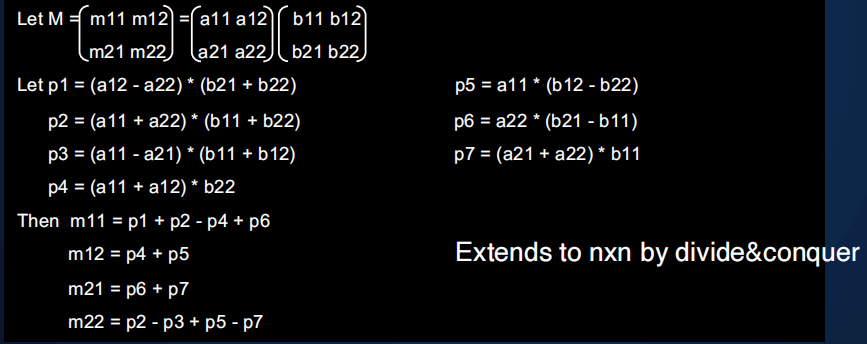 Let M = m11 m12 = a11 a12 b11 b12
m21 m22 a21 a22 b21 b22
Let p1 = (a12 - a22) * (b21 + b22) p5 = a11 * (b12 - b22)
p2 = (a11 + a22) * (b11 + b22) p6 = a22 * (b21 - b11)
p3 = (a11 - a21) * (b11 + b12) p7 = (a21 + a22) * b11
p4 = (a11 + a12) * b22
Then m11 = p1 + p2 - p4 + p6
m12 = p4 + p5
Extends to nxn by divide&conquer
m21 = p6 + p7
m22 = p2 - p3 + p5 - p7